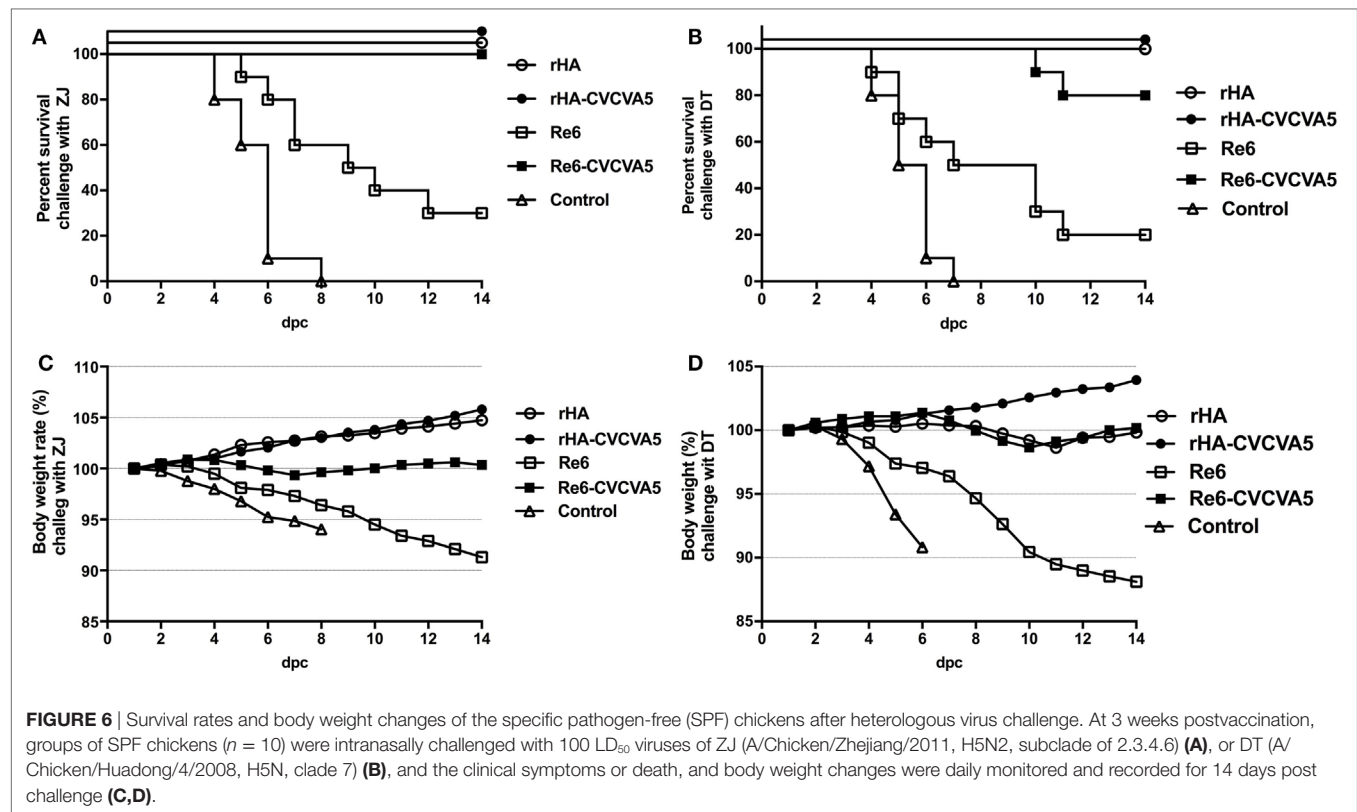 A
Percent survival
challenge with ZJ
100
80
60
40
20
0
0 2 4 6 8 10 12 14
dpc
rHA
rHA-CVCVA5
Re6
Re6-CVCVA5
Control
B
Percent survival
challenge with DT
100
80
60
40
20
0
0 2 4 6 8 10 12 14
dpc
rHA
rHA-CVCVA5
Re6
Re6-CVCVA5
Control
C
Body weight rate (%)
challeg with ZJ
110
105
100
95
90
85
0 2 4 6 8 10 12 14
dpc
rHA
rHA-CVCVA5
Re6
Re6-CVCVA5
Control
D
Body weight (%)
challenge wit DT
105
100
95
90
85
0 2 4 6 8 10 12 14
dpc
rHA
rHA-CVCVA5
Re6
Re6-CVCVA5
Control
FIGURE 6 | Survival rates and body weight changes of the specific pathogen-free (SPF) chickens after heterologous virus challenge. At 3 weeks postvaccination,
groups of SPF chickens (n = 10) were intranasally challenged with 100 LD50 viruses of ZJ (A/Chicken/Zhejiang/2011, H5N2, subclade of 2.3.4.6) (A), or DT (A/
Chicken/Huadong/4/2008, H5N, clade 7) (B), and the clinical symptoms or death, and body weight changes were daily monitored and recorded for 14 days post
challenge (C,D).